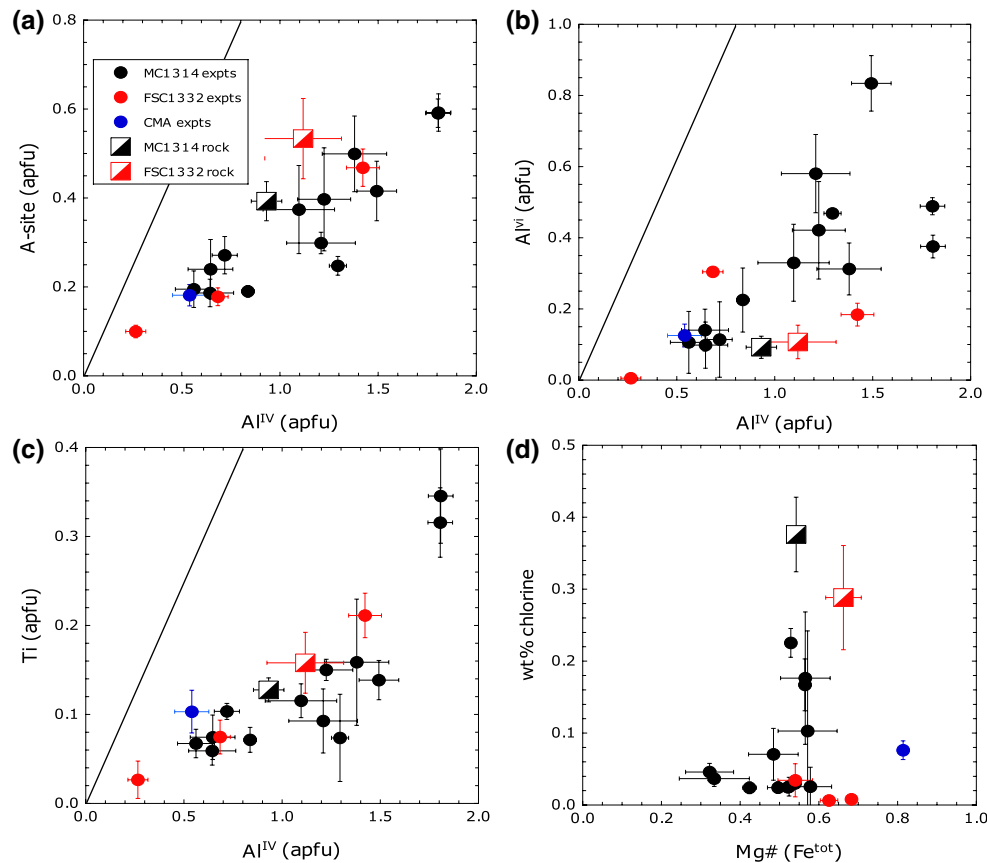 (a)
0.8
0.6
0.4
0.2
0.0
A-site (apfu)
MC1314 expts
FSC1332 expts
CMA expts
MC1314 rock
FSC1332 rock
0.0 0.5 1.0 1.5 2.0
Al^IV (apfu)
(b)
1.0
0.8
0.6
0.4
0.2
0.0
Al^vi (apfu)
0.0 0.5 1.0 1.5 2.0
Al^IV (apfu)
(c)
0.4
0.3
0.2
0.1
0.0
Ti (apfu)
0.0 0.5 1.0 1.5 2.0
Al^IV (apfu)
(d)
0.5
0.4
0.3
0.2
0.1
0.0
wt% chlorine
0.0 0.2 0.4 0.6 0.8 1.0
Mg# (Fe^tot)